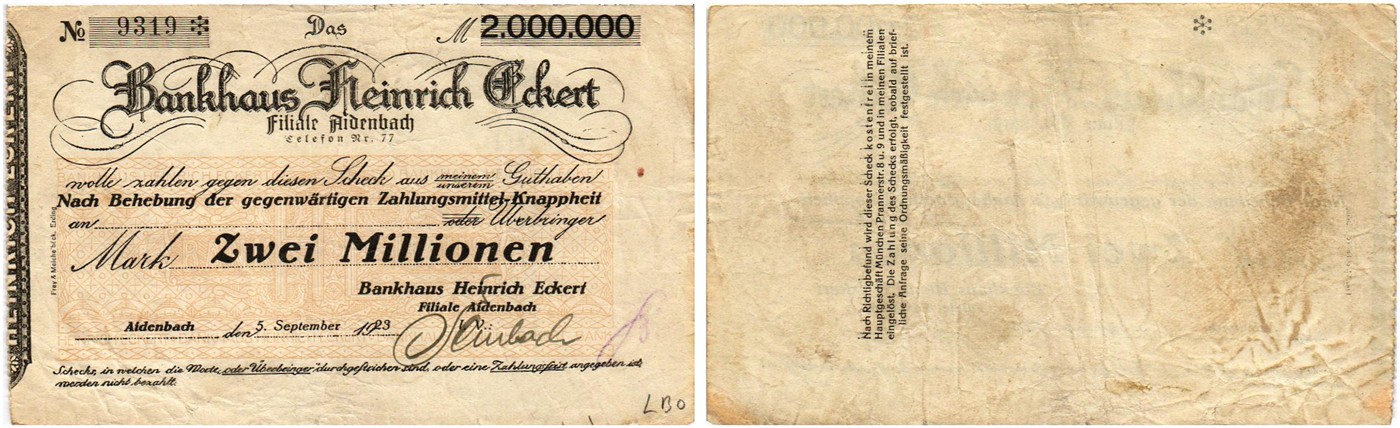 № 9319 * Das M 2.000.000
Bankhaus Heinrich Eckert
Filiale Aidenbach
Telefon Nr. 77
wolle zahlen gegen diesen Scheck aus meinem Guthaben
unserem
Nach Behebung der gegenwärtigen Zahlungsmittel-Knappheit
an oder Überbringer
Mark Zwei Millionen
Bankhaus Heinrich Eckert
Filiale Aidenbach
Aidenbach den 5. September 1923
Schecks, in welchen die Worte „oder Überbringer“ durchgestrichen sind, oder eine Zahlungsfrist angegeben ist,
werden nicht bezahlt.
LBO
Nach Richtigbefund wird dieser Scheck kostenfrei in meinem
Hauptgeschäft München Prannerstr. 8 u. 9 und in meinen Filialen
eingelöst. Die Zahlung des Schecks erfolgt, sobald auf brief-
liche Anfrage seine Ordnungsmäßigkeit festgestellt ist.